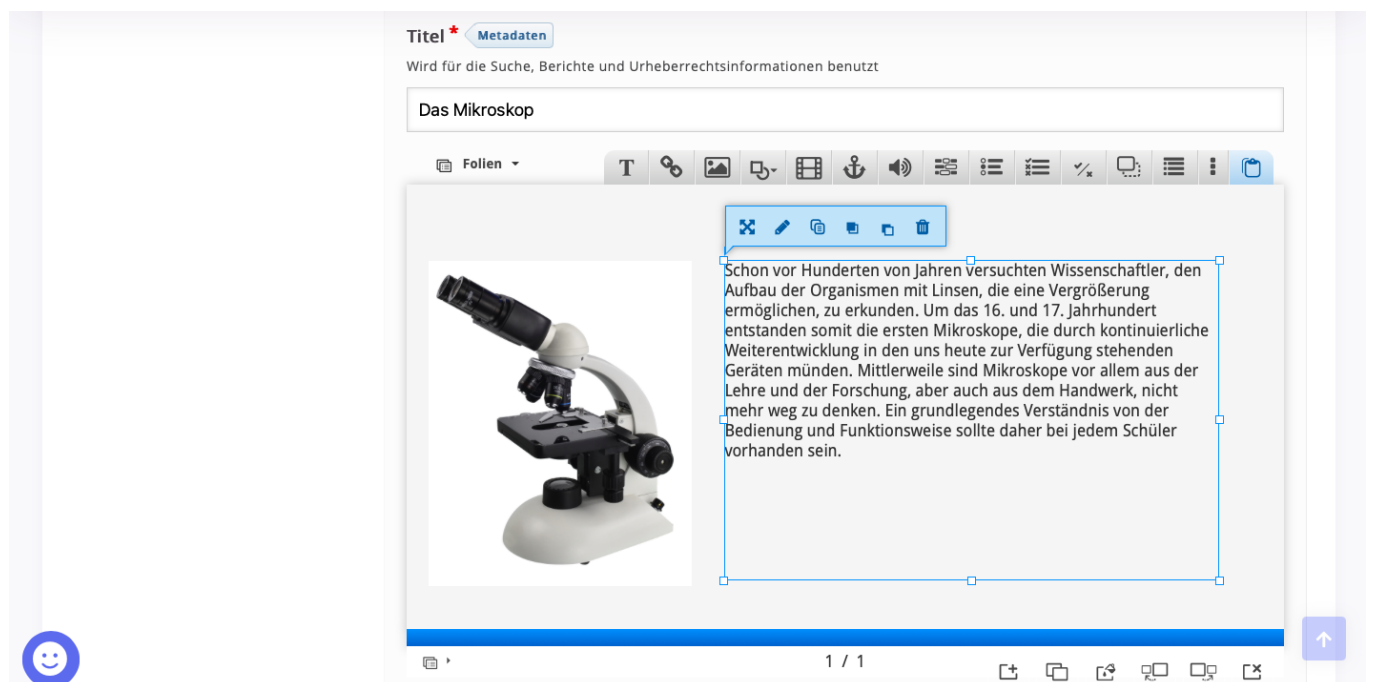 Titel *
Metadaten
Wird für die Suche, Berichte und Urheberrechtsinformationen benutzt
Das Mikroskop
Folien
T
Schon vor Hunderten von Jahren versuchten Wissenschaftler, den
Aufbau der Organismen mit Linsen, die eine Vergrößerung
ermöglichen, zu erkunden. Um das 16. und 17. Jahrhundert
entstanden somit die ersten Mikroskope, die durch kontinuierliche
Weiterentwicklung in den uns heute zur Verfügung stehenden
Geräten münden. Mittlerweile sind Mikroskope vor allem aus der
Lehre und der Forschung, aber auch aus dem Handwerk, nicht
mehr weg zu denken. Ein grundlegendes Verständnis von der
Bedienung und Funktionsweise sollte daher bei jedem Schüler
vorhanden sein.
1 / 1